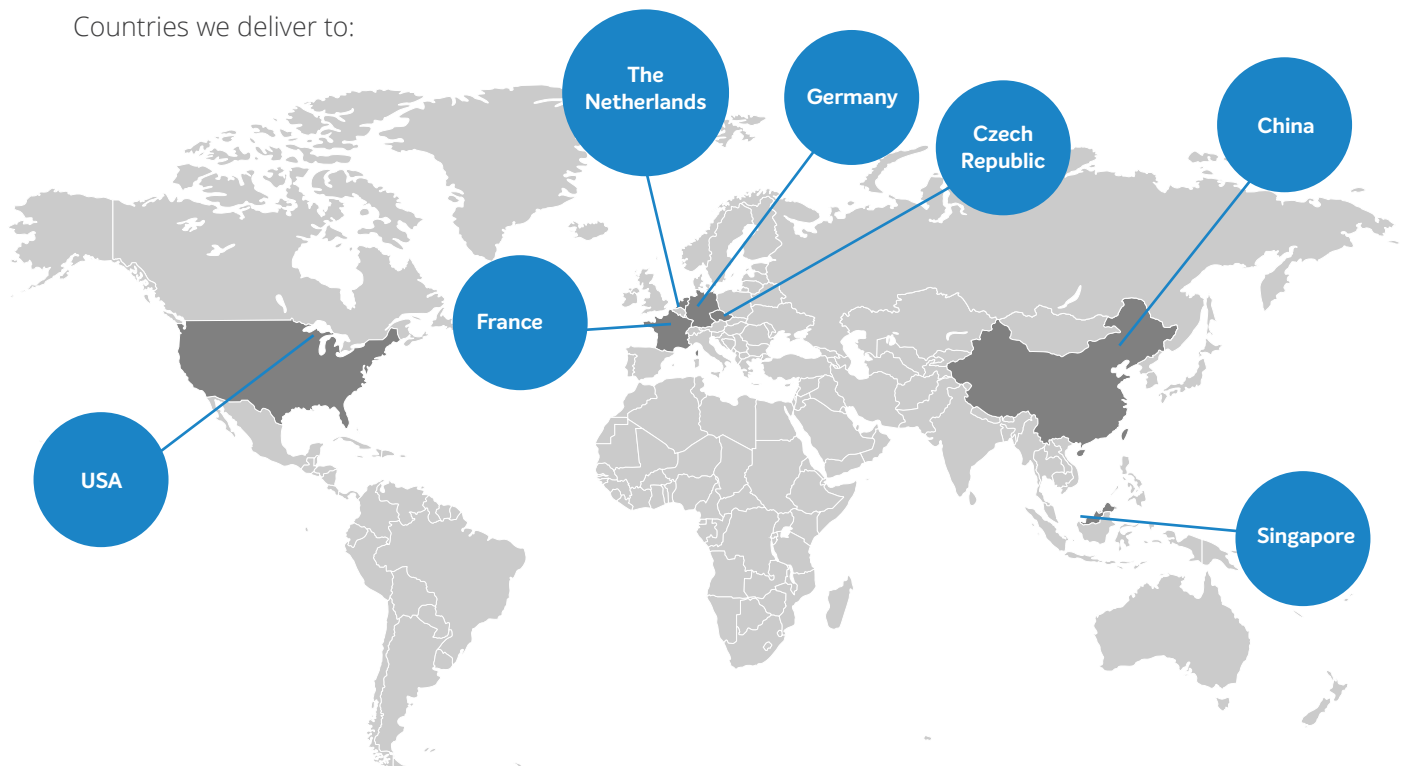 Countries we deliver to:
The
Netherlands
Germany
Czech
Republic
China
France
USA
Singapore